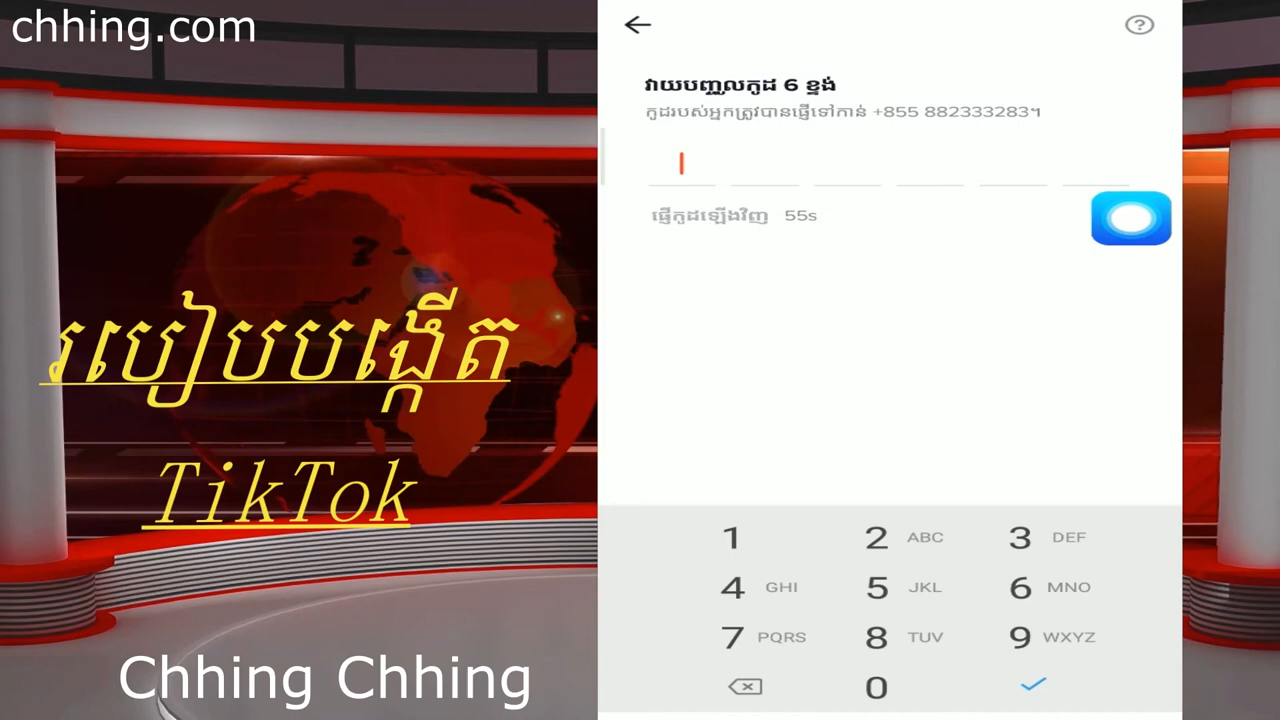 chhing.com
វាយបញ្ចូលកូដ 6 ខ្ទង់
កូដរបស់អ្នកត្រូវបានផ្ញើទៅកាន់ +855 882333283។
ផ្ញើកូដឡើងវិញ 55s
របៀបបង្កើត
TikTok
Chhing Chhing
1
2 ABC
3 DEF
4 GHI
5 JKL
6 MNO
7 PQRS
8 TUV
9 WXYZ
0